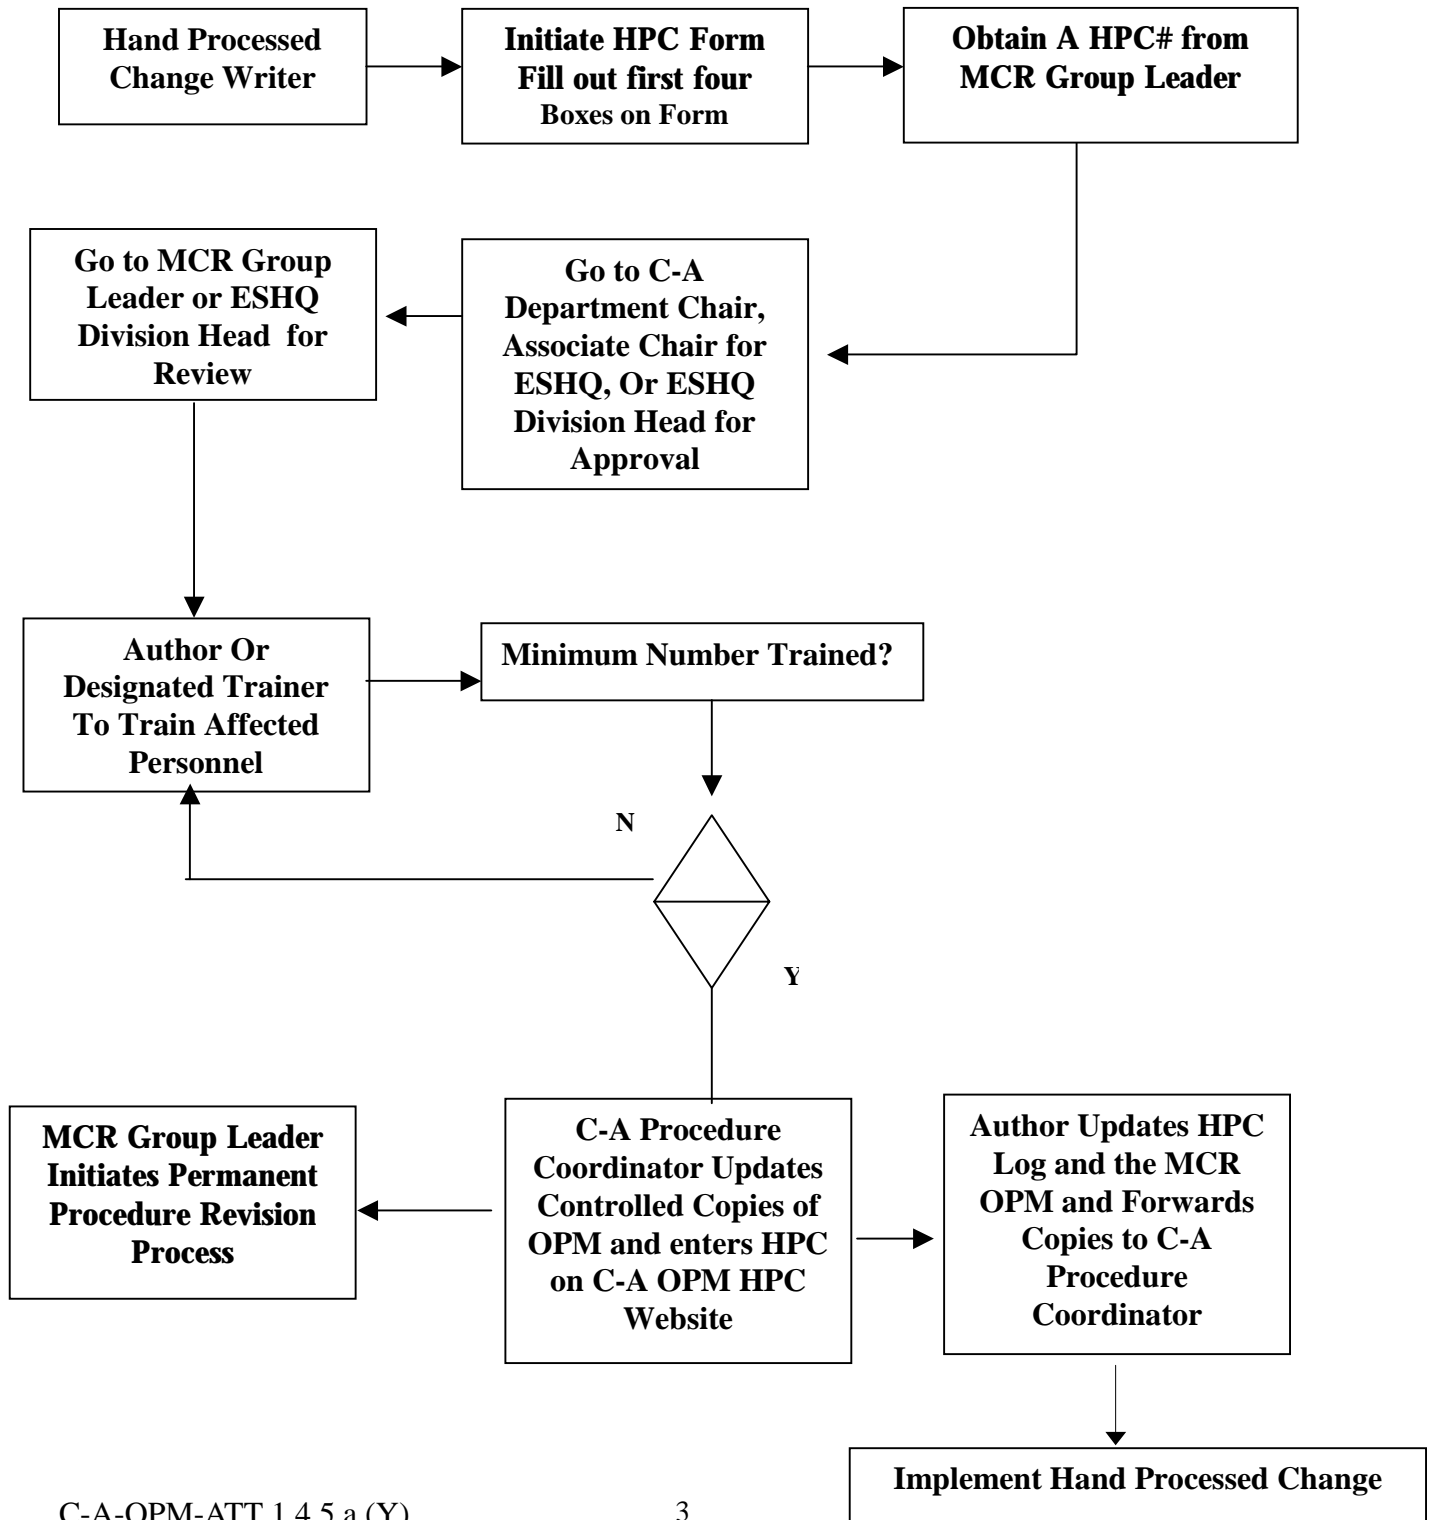 Hand Processed
Change Writer
Initiate HPC Form
Fill out first four
Boxes on Form
Obtain A HPC# from
MCR Group Leader
Go to MCR Group
Leader or ESHQ
Division Head for
Review
Go to C-A
Department Chair,
Associate Chair for
ESHQ, Or ESHQ
Division Head for
Approval
Author Or
Designated Trainer
To Train Affected
Personnel
Minimum Number Trained?
N
Y
MCR Group Leader
Initiates Permanent
Procedure Revision
Process
C-A Procedure
Coordinator Updates
Controlled Copies of
OPM and enters HPC
on C-A OPM HPC
Website
Author Updates HPC
Log and the MCR
OPM and Forwards
Copies to C-A
Procedure
Coordinator
Implement Hand Processed Change
C-A-OPM-ATT 1.4.5.a (Y)
3